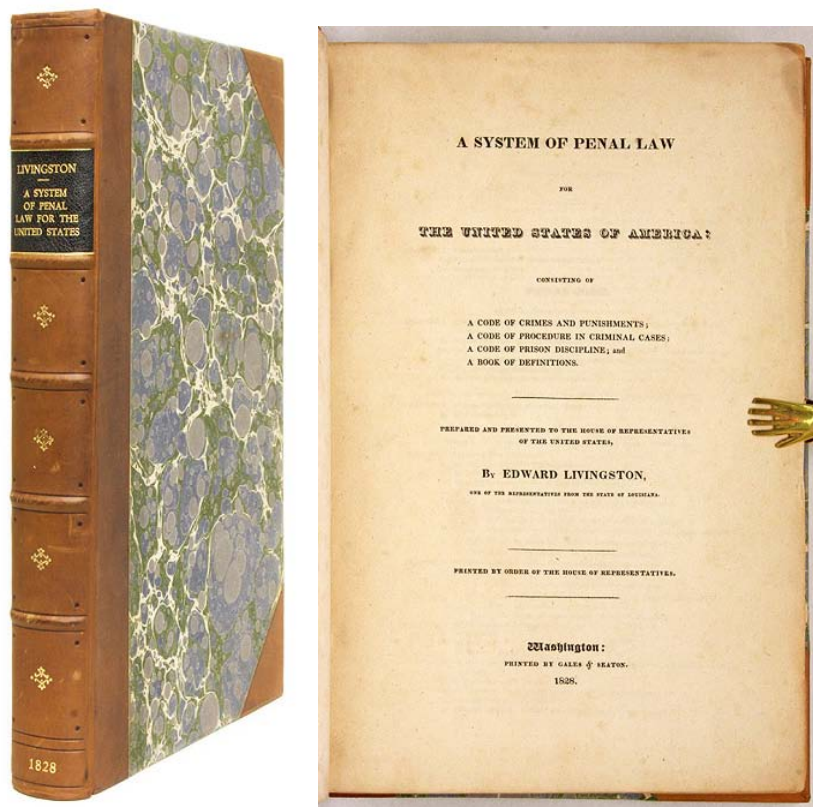 LIVINGSTON
A SYSTEM
OF PENAL
LAW FOR THE
UNITED STATES
1828
A SYSTEM OF PENAL LAW
FOR
THE UNITED STATES OF AMERICA:
CONSISTING OF
A CODE OF CRIMES AND PUNISHMENTS;
A CODE OF PROCEDURE IN CRIMINAL CASES;
A CODE OF PRISON DISCIPLINE; and
A BOOK OF DEFINITIONS.
PREPARED AND PRESENTED TO THE HOUSE OF REPRESENTATIVES
OF THE UNITED STATES,
By EDWARD LIVINGSTON,
ONE OF THE REPRESENTATIVES FROM THE STATE OF LOUISIANA.
PRINTED BY ORDER OF THE HOUSE OF REPRESENTATIVES.
Washington:
PRINTED BY GALES & SEATON.
1828.